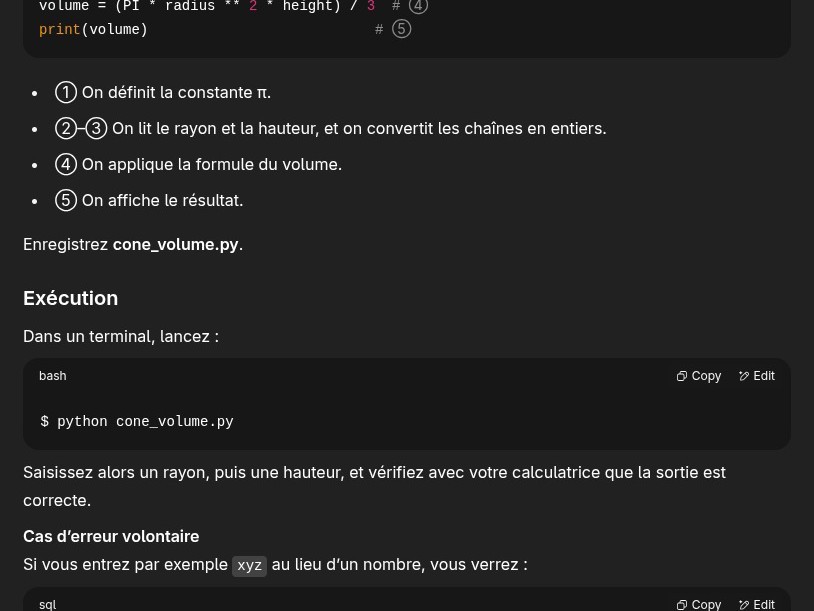 volume = (PI * radius ** 2 * height) / 3  # ④
print(volume)                           # ⑤
• ① On définit la constante π.
• ②–③ On lit le rayon et la hauteur, et on convertit les chaînes en entiers.
• ④ On applique la formule du volume.
• ⑤ On affiche le résultat.
Enregistrez cone_volume.py.
Exécution
Dans un terminal, lancez :
bash Copy Edit
$ python cone_volume.py
Saisissez alors un rayon, puis une hauteur, et vérifiez avec votre calculatrice que la sortie est
correcte.
Cas d’erreur volontaire
Si vous entrez par exemple xyz au lieu d’un nombre, vous verrez :
sql Copy Edit